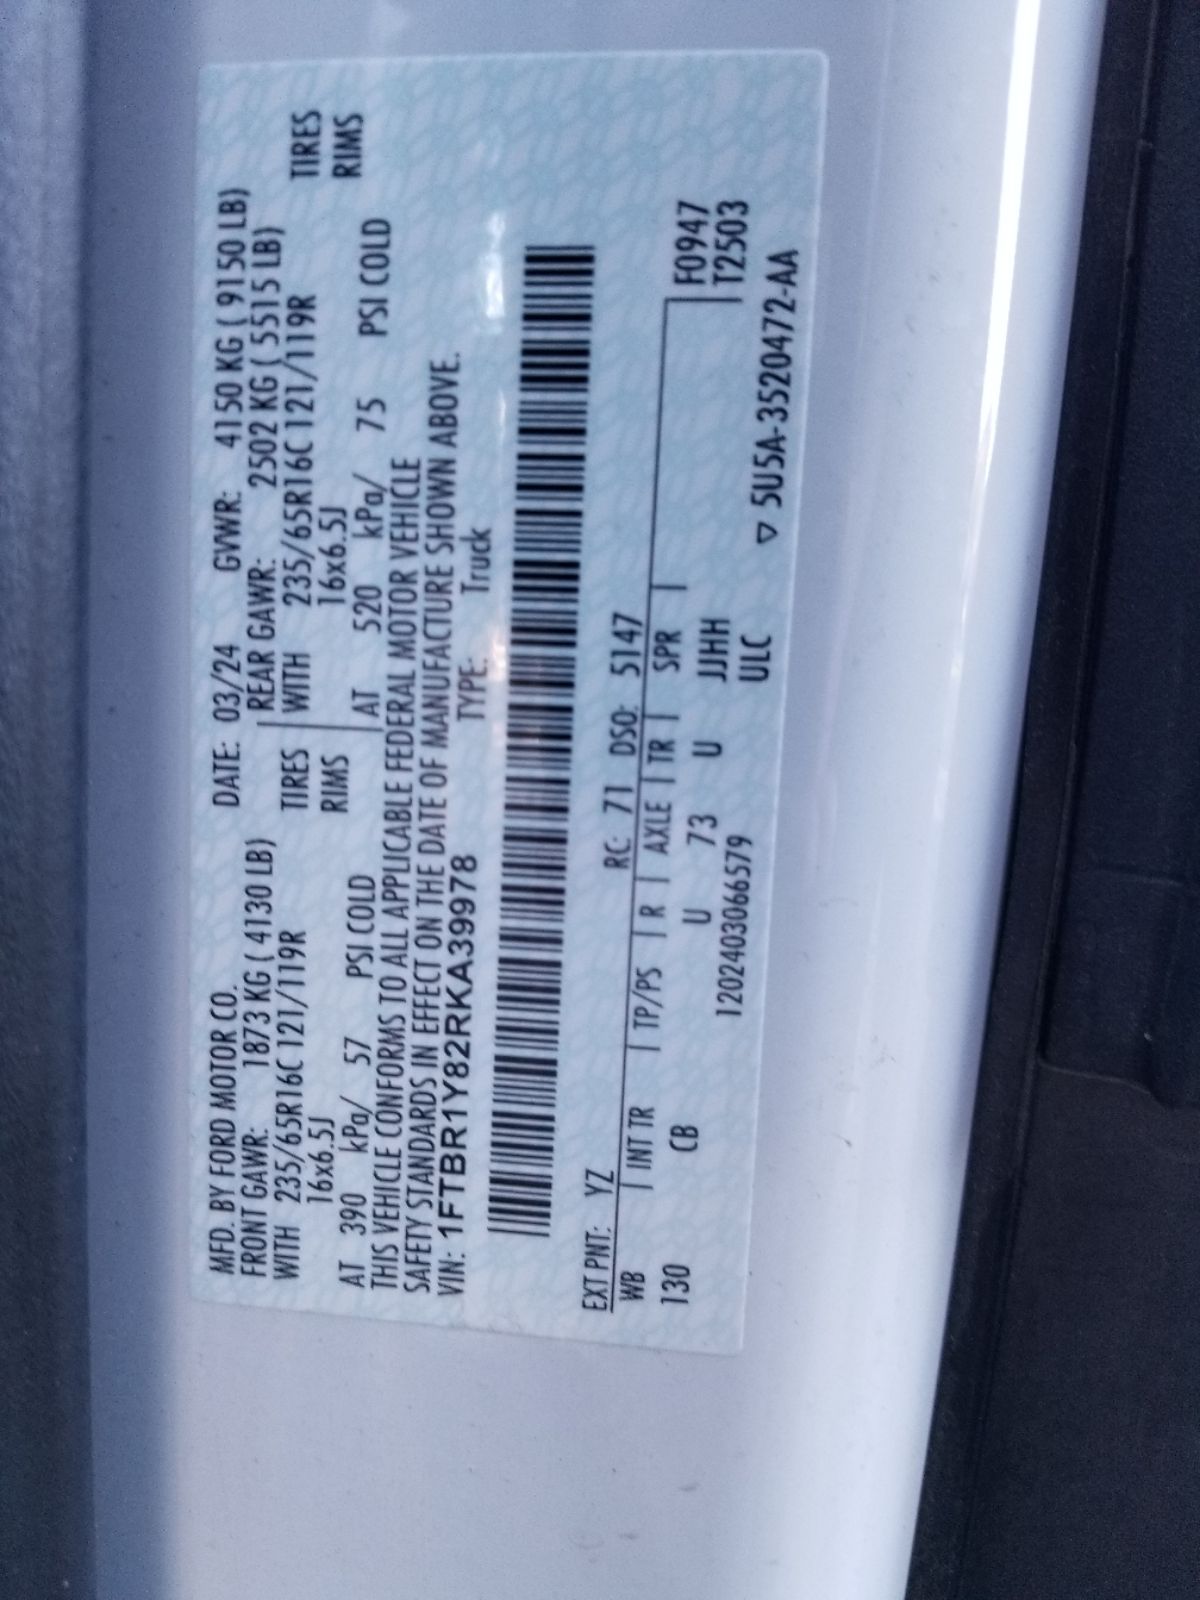 MFD. BY FORD MOTOR CO. DATE: 03/24 GVWR: 4150 KG ( 9150 LB)
FRONT GAWR: 1873 KG ( 4130 LB) REAR GAWR: 2502 KG ( 5515 LB)
WITH 235/65R16C 121/119R TIRES WITH 235/65R16C 121/119R TIRES
16x6.5J RIMS 16x6.5J RIMS
AT 390 kPa/ 57 PSI COLD AT 520 kPa/ 75 PSI COLD
THIS VEHICLE CONFORMS TO ALL APPLICABLE FEDERAL MOTOR VEHICLE
SAFETY STANDARDS IN EFFECT ON THE DATE OF MANUFACTURE SHOWN ABOVE.
VIN: 1FTBR1Y82RKA39978 TYPE: Truck
EXT PNT: YZ RC: 71 DSO: 5147
WB | INT TR | TP/PS | R | AXLE | TR | SPR | F0947
130 CB U 73 U JJHH T2503
1202403066579 ULC
▽ 5U5A-3520472-AA